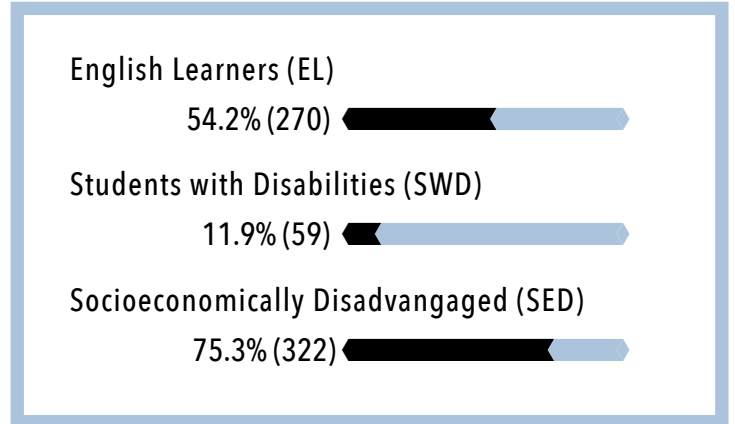 English Learners (EL)
54.2% (270)
Students with Disabilities (SWD)
11.9% (59)
Socioeconomically Disadvangaged (SED)
75.3% (322)